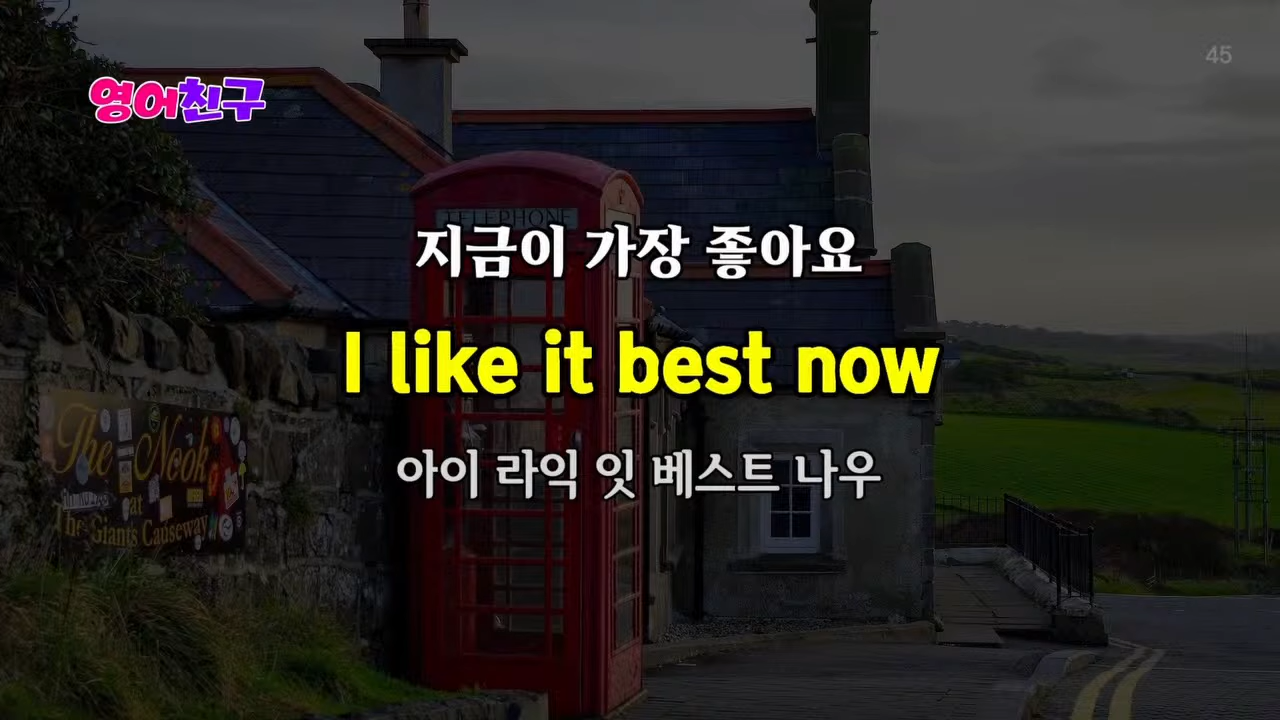 45
영어친구
TELEPHONE
지금이 가장 좋아요
I like it best now
아이 라익 잇 베스트 나우
The Nook
at
The Giants Causeway